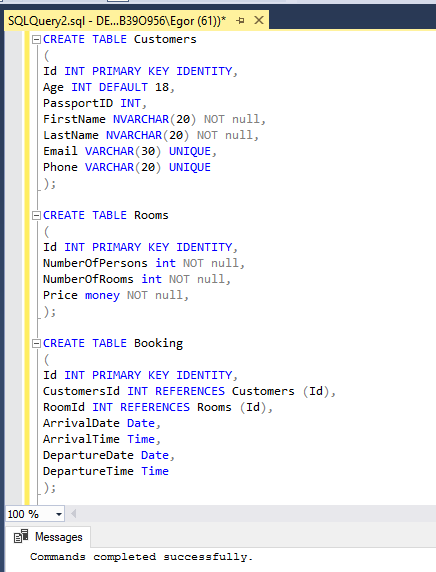 SQLQuery2.sql - DE...B39O956\Egor (61))*
CREATE TABLE Customers
(
Id INT PRIMARY KEY IDENTITY,
Age INT DEFAULT 18,
PassportID INT,
FirstName NVARCHAR(20) NOT null,
LastName NVARCHAR(20) NOT null,
Email VARCHAR(30) UNIQUE,
Phone VARCHAR(20) UNIQUE
);
CREATE TABLE Rooms
(
Id INT PRIMARY KEY IDENTITY,
NumberOfPersons int NOT null,
NumberOfRooms int NOT null,
Price money NOT null,
);
CREATE TABLE Booking
(
Id INT PRIMARY KEY IDENTITY,
CustomersId INT REFERENCES Customers (Id),
RoomId INT REFERENCES Rooms (Id),
ArrivalDate Date,
ArrivalTime Time,
DepartureDate Date,
DepartureTime Time
);
100 %
Messages
Commands completed successfully.